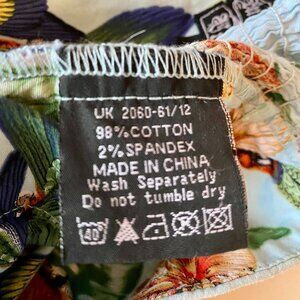 UK 2060-61/12
98%COTTON
2%SPANDEX
MADE IN CHINA
Wash Separately
Do not tumble dry
40